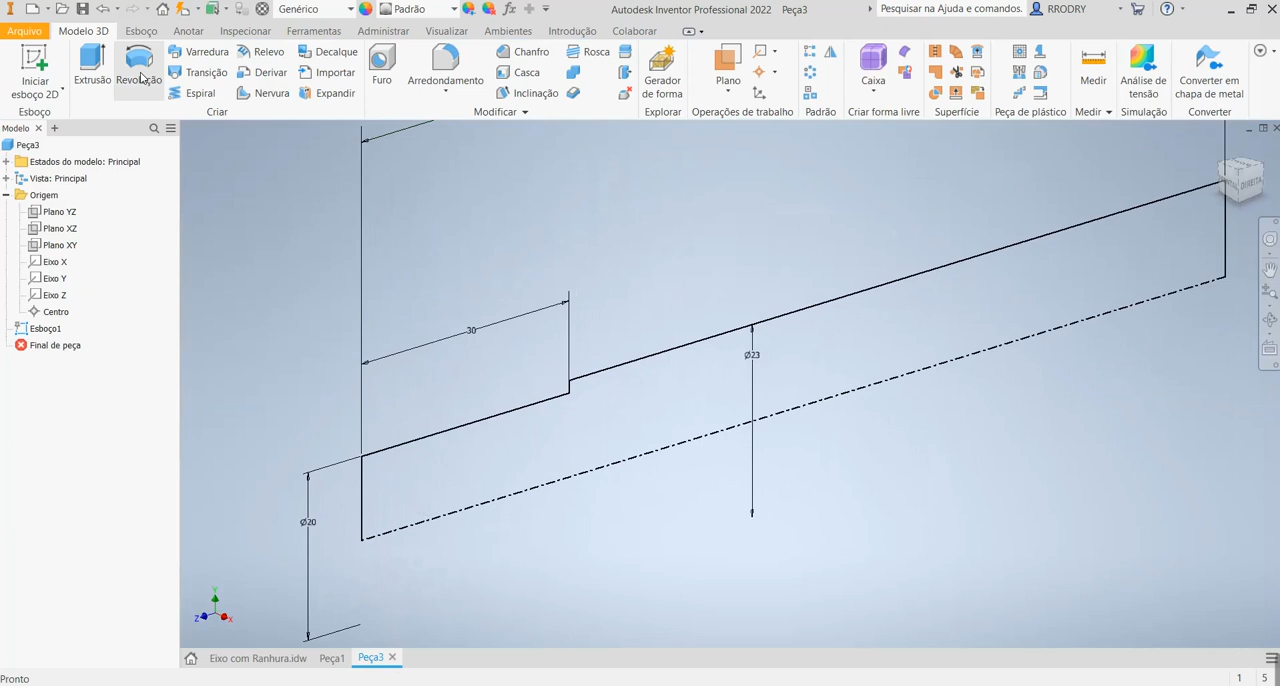 Genérico
Padrão
Autodesk Inventor Professional 2022 Peça3
Pesquisar na Ajuda e comandos.
RRODRY
Arquivo Modelo 3D Esboço Anotar Inspecionar Ferramentas Administrar Visualizar Ambientes Introdução Colaborar
Iniciar
esboço 2D
Extrusão
Revolução
Varredura
Relevo
Decalque
Transição
Derivar
Importar
Espiral
Nervura
Expandir
Furo
Arredondamento
Chanfro
Rosca
Casca
Inclinação
Gerador
de forma
Plano
Caixa
Medir
Análise de
tensão
Converter em
chapa de metal
Esboço
Criar
Modificar
Explorar
Operações de trabalho
Padrão
Criar forma livre
Superfície
Peça de plástico
Medir
Simulação
Converter
Modelo
Peça3
Estados do modelo: Principal
Vista: Principal
Origem
Plano YZ
Plano XZ
Plano XY
Eixo X
Eixo Y
Eixo Z
Centro
Esboço1
Final de peça
DIREITA
30
Ø23
Ø20
Y
Z
X
Eixo com Ranhura.idw Peça1 Peça3
Pronto
1 5